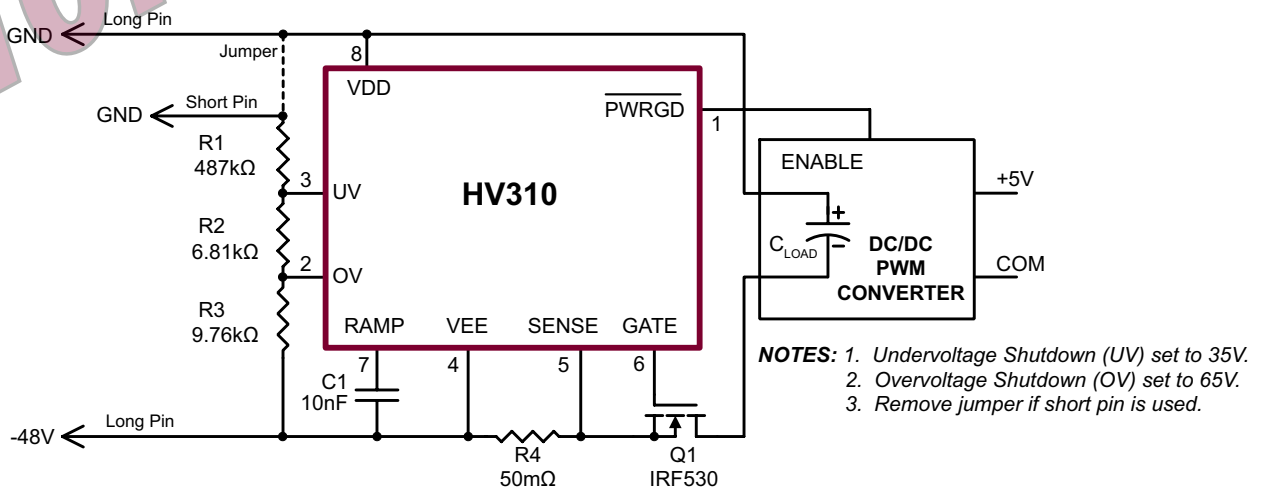 GND
Long Pin
Jumper
8
VDD
GND
Short Pin
PWRGD
1
R1
487kΩ
ENABLE
+5V
3
UV
HV310
R2
6.81kΩ
+
CLOAD
–
DC/DC
PWM
CONVERTER
COM
2
OV
R3
9.76kΩ
RAMP
VEE
SENSE
GATE
7
4
5
6
C1
10nF
NOTES: 1. Undervoltage Shutdown (UV) set to 35V.
2. Overvoltage Shutdown (OV) set to 65V.
3. Remove jumper if short pin is used.
-48V
Long Pin
R4
50mΩ
Q1
IRF530